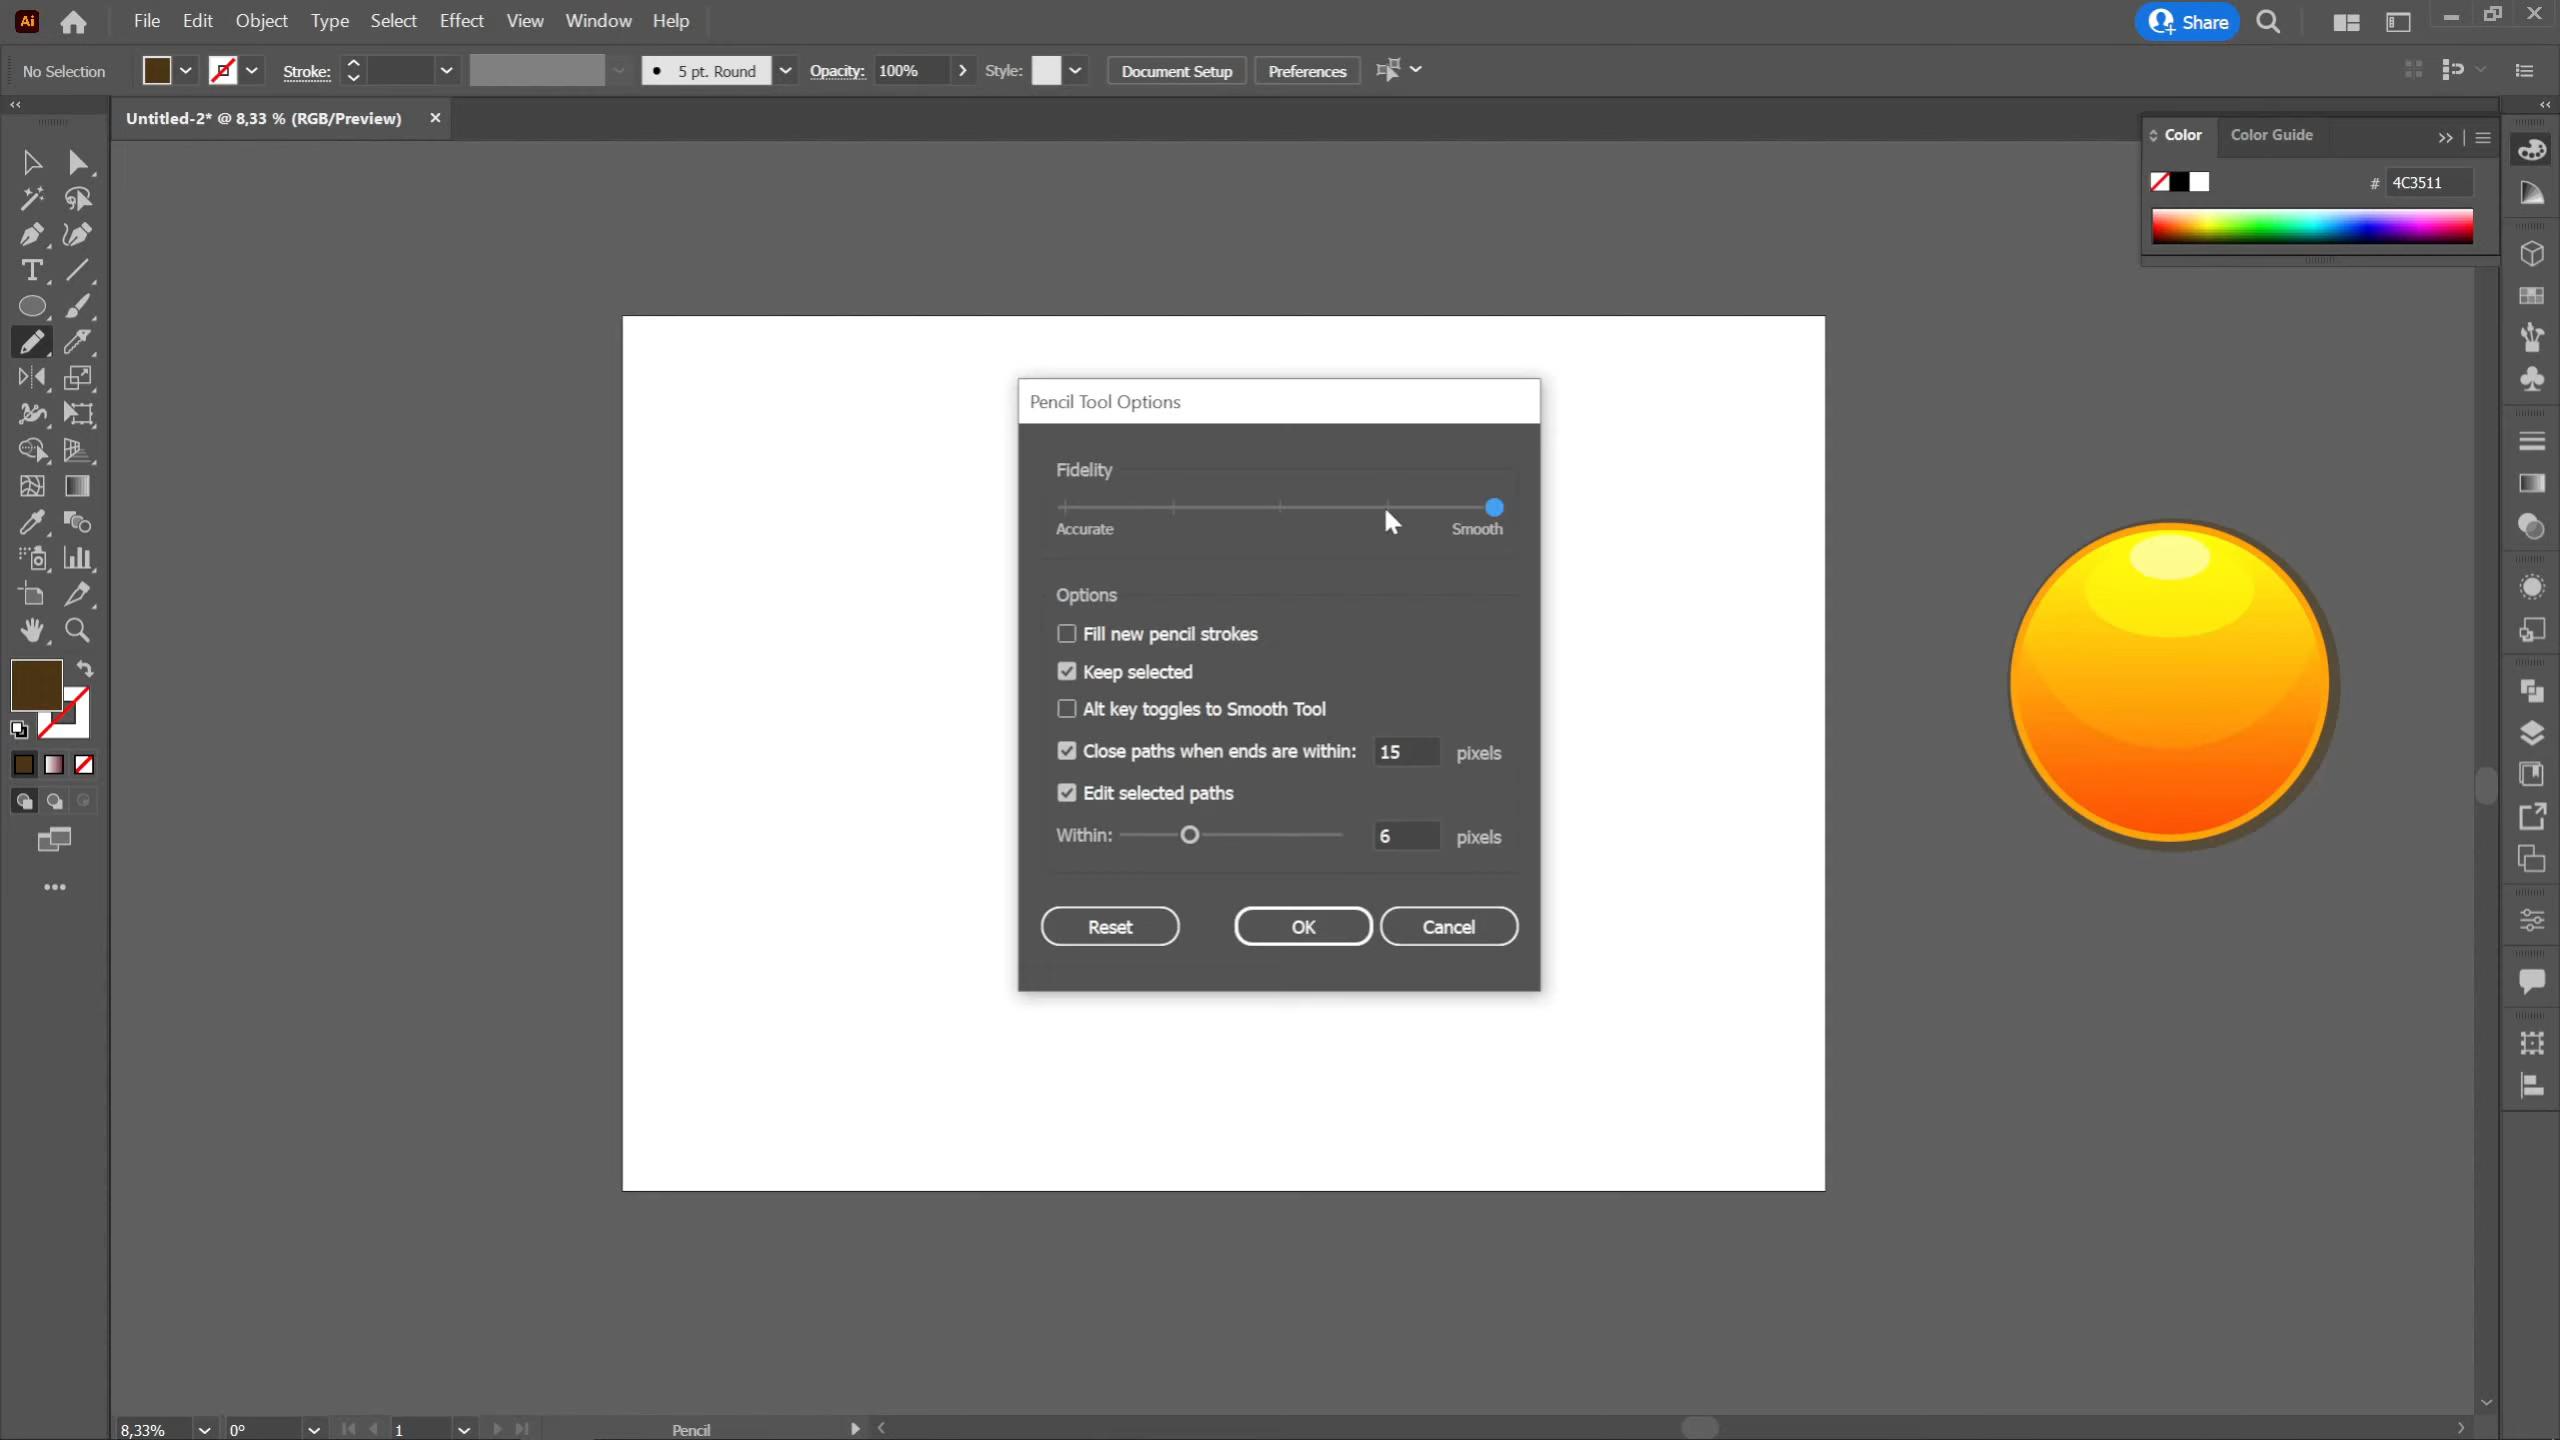 Ai File Edit Object Type Select Effect View Window Help Share
No Selection Stroke: 5 pt. Round Opacity: 100% Style: Document Setup Preferences
Untitled-2* @ 8,33 % (RGB/Preview)
Color Color Guide
# 4C3511
Pencil Tool Options
Fidelity
Accurate Smooth
Options
Fill new pencil strokes
Keep selected
Alt key toggles to Smooth Tool
Close paths when ends are within: 15 pixels
Edit selected paths
Within: 6 pixels
Reset OK Cancel
8,33% 0° 1 Pencil